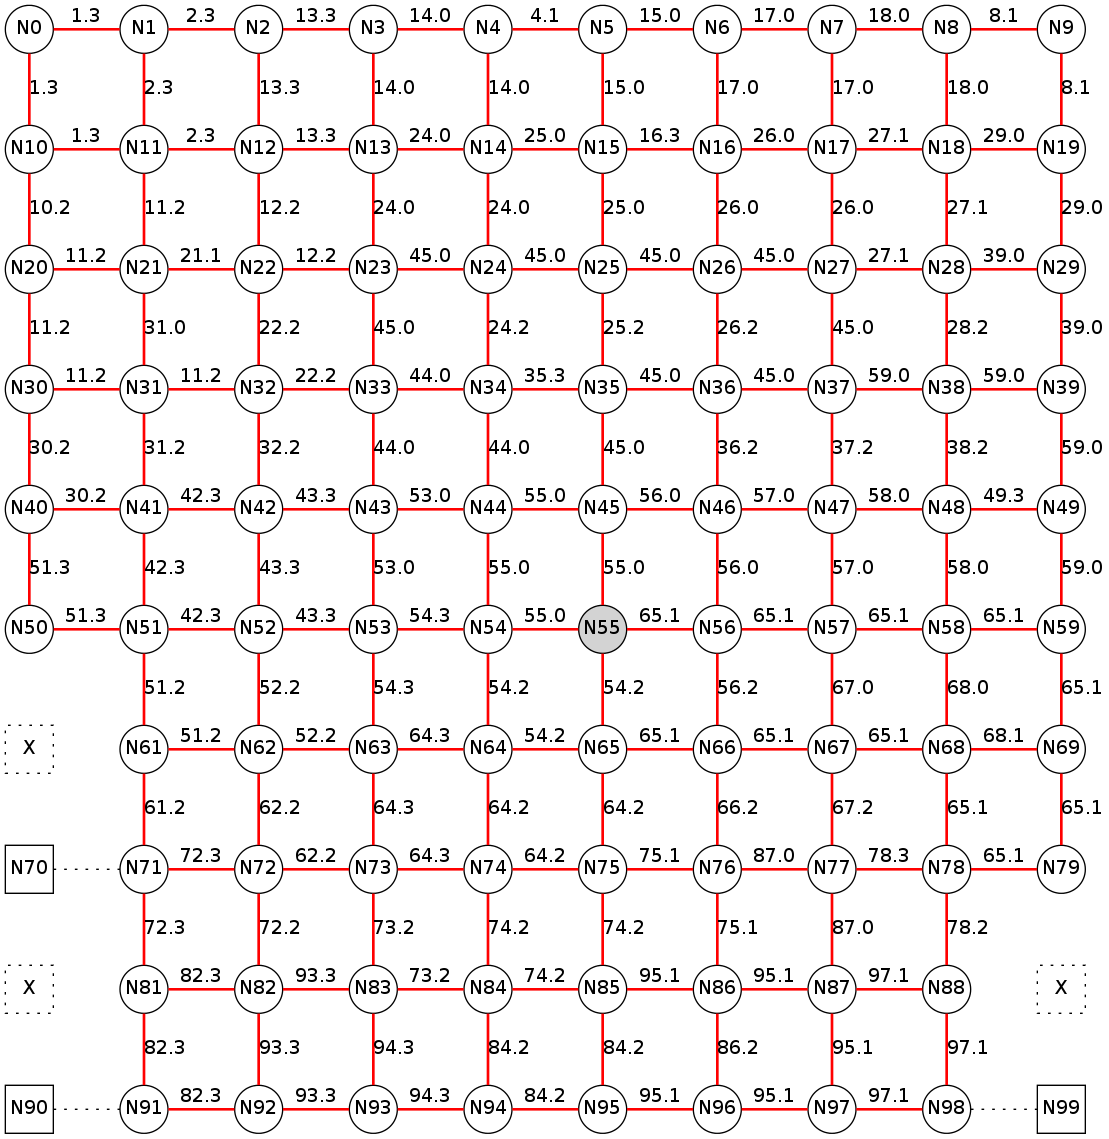 1.3 2.3 13.3 14.0 4.1 15.0 17.0 18.0 8.1
N0 N1 N2 N3 N4 N5 N6 N7 N8 N9
1.3 2.3 13.3 14.0 14.0 15.0 17.0 17.0 18.0 8.1
1.3 2.3 13.3 24.0 25.0 16.3 26.0 27.1 29.0
N10 N11 N12 N13 N14 N15 N16 N17 N18 N19
10.2 11.2 12.2 24.0 24.0 25.0 26.0 26.0 27.1 29.0
11.2 21.1 12.2 45.0 45.0 45.0 45.0 27.1 39.0
N20 N21 N22 N23 N24 N25 N26 N27 N28 N29
11.2 31.0 22.2 45.0 24.2 25.2 26.2 45.0 28.2 39.0
11.2 11.2 22.2 44.0 35.3 45.0 45.0 59.0 59.0
N30 N31 N32 N33 N34 N35 N36 N37 N38 N39
30.2 31.2 32.2 44.0 44.0 45.0 36.2 37.2 38.2 59.0
30.2 42.3 43.3 53.0 55.0 56.0 57.0 58.0 49.3
N40 N41 N42 N43 N44 N45 N46 N47 N48 N49
51.3 42.3 43.3 53.0 55.0 55.0 56.0 57.0 58.0 59.0
51.3 42.3 43.3 54.3 55.0 65.1 65.1 65.1 65.1
N50 N51 N52 N53 N54 N55 N56 N57 N58 N59
51.2 52.2 54.3 54.2 54.2 56.2 67.0 68.0 65.1
51.2 52.2 64.3 54.2 65.1 65.1 65.1 68.1
X N61 N62 N63 N64 N65 N66 N67 N68 N69
61.2 62.2 64.3 64.2 64.2 66.2 67.2 65.1 65.1
72.3 62.2 64.3 64.2 75.1 87.0 78.3 65.1
N70 N71 N72 N73 N74 N75 N76 N77 N78 N79
72.3 72.2 73.2 74.2 74.2 75.1 87.0 78.2
82.3 93.3 73.2 74.2 95.1 95.1 97.1
X N81 N82 N83 N84 N85 N86 N87 N88 X
82.3 93.3 94.3 84.2 84.2 86.2 95.1 97.1
82.3 93.3 94.3 84.2 95.1 95.1 97.1
N90 N91 N92 N93 N94 N95 N96 N97 N98 N99